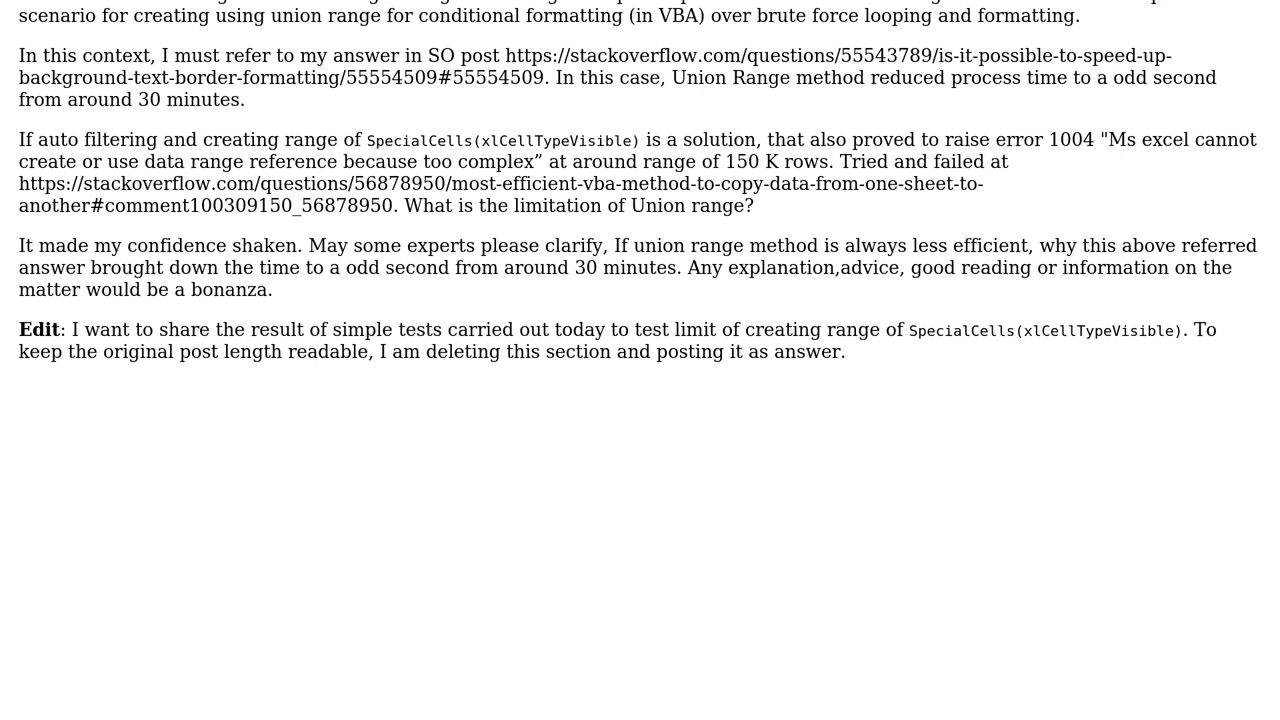 scenario for creating using union range for conditional formatting (in VBA) over brute force looping and formatting.
In this context, I must refer to my answer in SO post https://stackoverflow.com/questions/55543789/is-it-possible-to-speed-up-
background-text-border-formatting/55554509#55554509. In this case, Union Range method reduced process time to a odd second
from around 30 minutes.
If auto filtering and creating range of SpecialCells(xlCellTypeVisible) is a solution, that also proved to raise error 1004 "Ms excel cannot
create or use data range reference because too complex” at around range of 150 K rows. Tried and failed at
https://stackoverflow.com/questions/56878950/most-efficient-vba-method-to-copy-data-from-one-sheet-to-
another#comment100309150_56878950. What is the limitation of Union range?
It made my confidence shaken. May some experts please clarify, If union range method is always less efficient, why this above referred
answer brought down the time to a odd second from around 30 minutes. Any explanation,advice, good reading or information on the
matter would be a bonanza.
Edit: I want to share the result of simple tests carried out today to test limit of creating range of SpecialCells(xlCellTypeVisible). To
keep the original post length readable, I am deleting this section and posting it as answer.